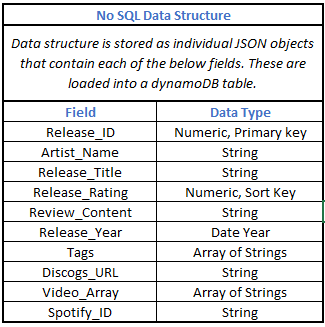 No SQL Data Structure
Data structure is stored as individual JSON objects
that contain each of the below fields. These are
loaded into a dynamoDB table.
Field Data Type
Release_ID Numeric, Primary key
Artist_Name String
Release_Title String
Release_Rating Numeric, Sort Key
Review_Content String
Release_Year Date Year
Tags Array of Strings
Discogs_URL String
Video_Array Array of Strings
Spotify_ID String